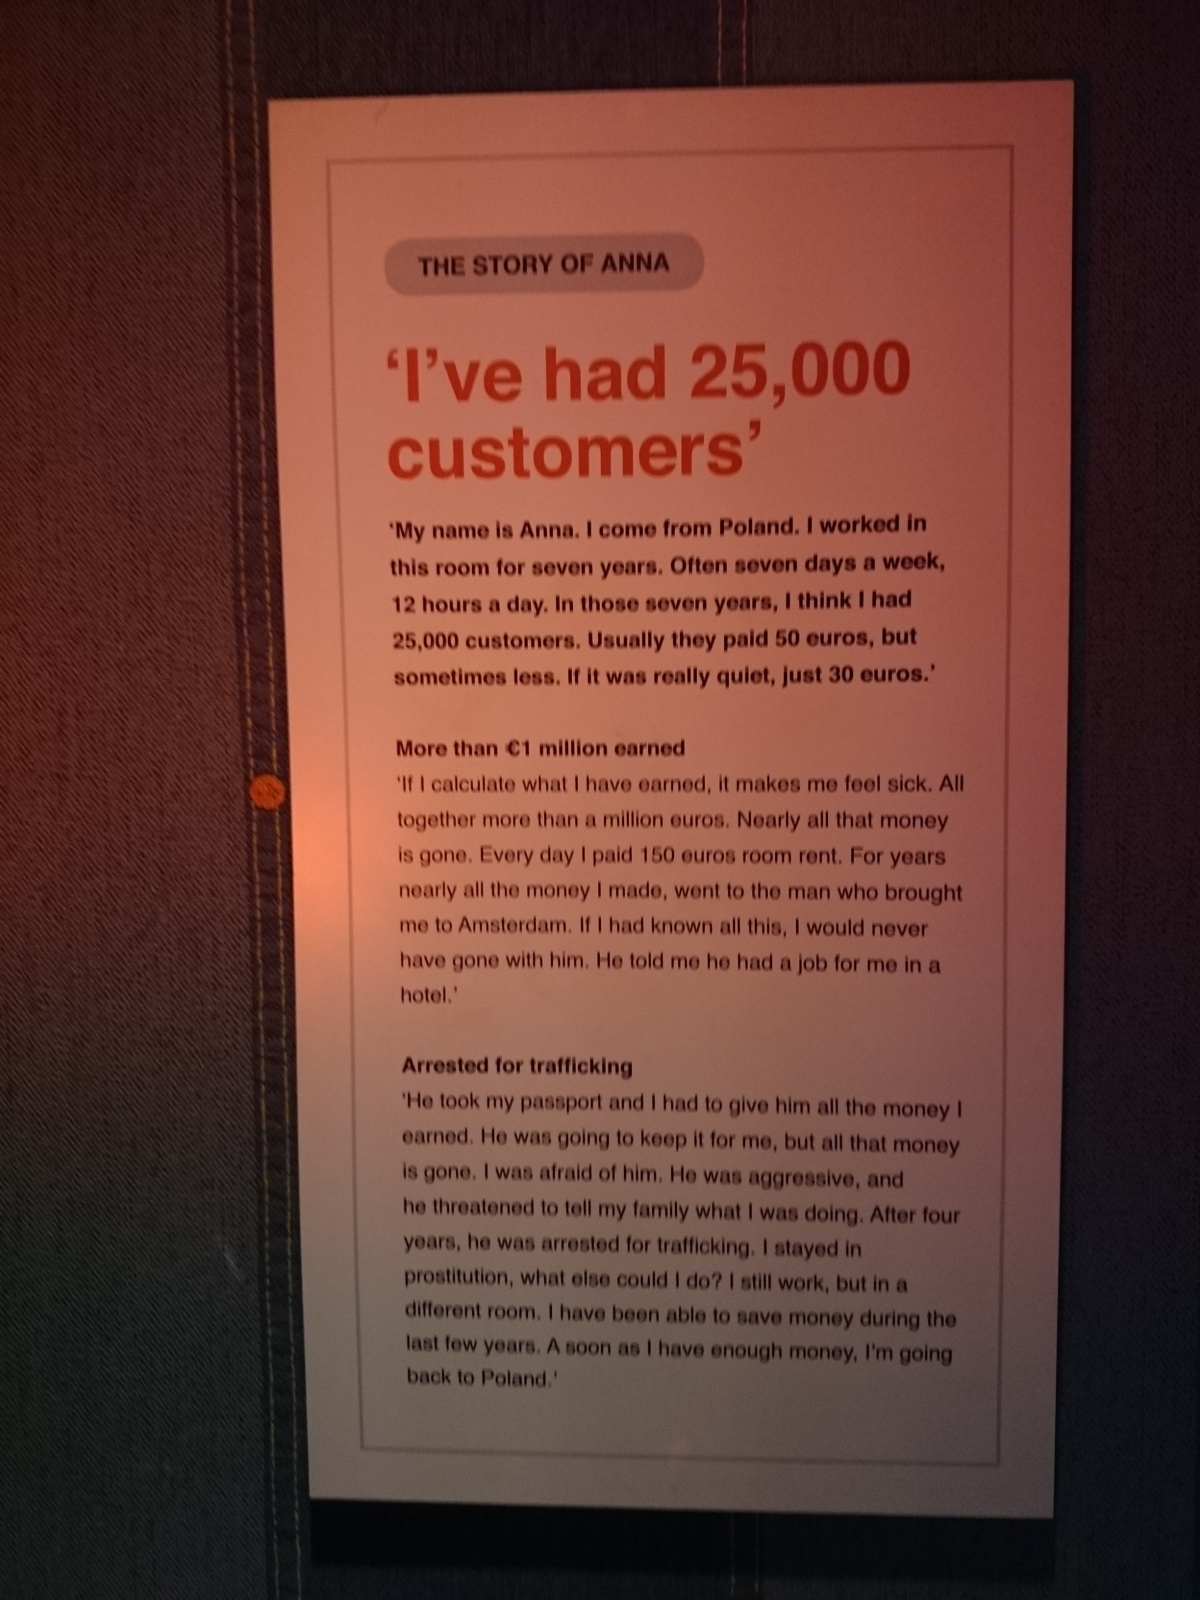 THE STORY OF ANNA
‘I’ve had 25,000
customers’
‘My name is Anna. I come from Poland. I worked in
this room for seven years. Often seven days a week,
12 hours a day. In those seven years, I think I had
25,000 customers. Usually they paid 50 euros, but
sometimes less. If it was really quiet, just 30 euros.’
More than €1 million earned
‘If I calculate what I have earned, it makes me feel sick. All
together more than a million euros. Nearly all that money
is gone. Every day I paid 150 euros room rent. For years
nearly all the money I made, went to the man who brought
me to Amsterdam. If I had known all this, I would never
have gone with him. He told me he had a job for me in a
hotel.’
Arrested for trafficking
‘He took my passport and I had to give him all the money I
earned. He was going to keep it for me, but all that money
is gone. I was afraid of him. He was aggressive, and
he threatened to tell my family what I was doing. After four
years, he was arrested for trafficking. I stayed in
prostitution, what else could I do? I still work, but in a
different room. I have been able to save money during the
last few years. A soon as I have enough money, I’m going
back to Poland.’